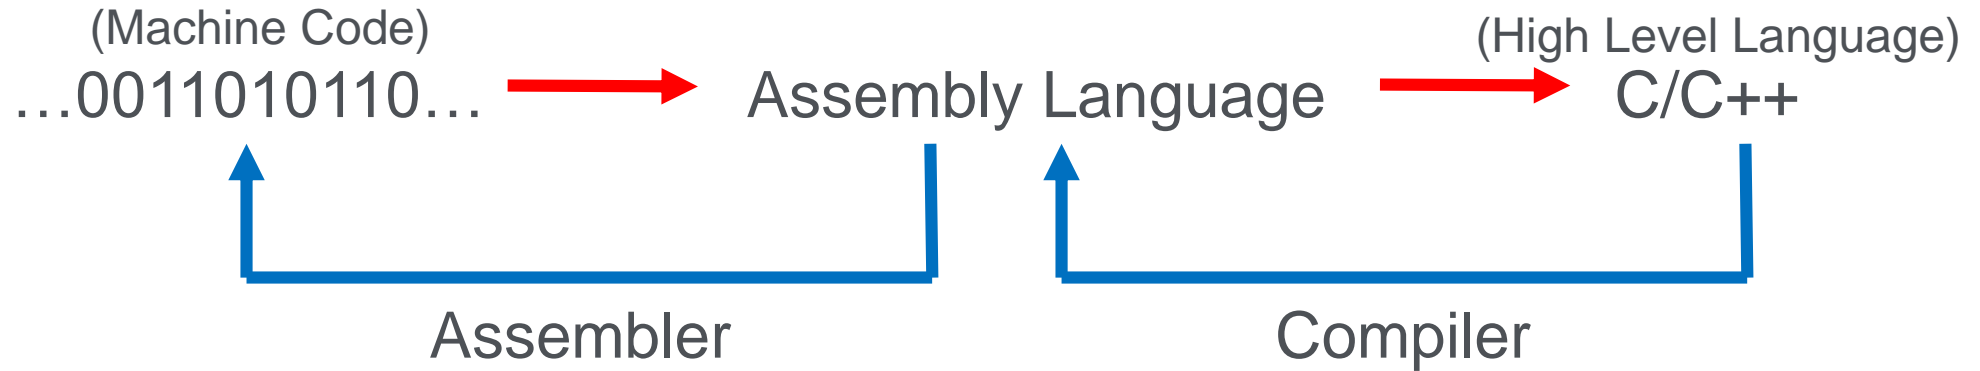 (Machine Code)
…0011010110…
Assembly Language
(High Level Language)
C/C++
Assembler
Compiler